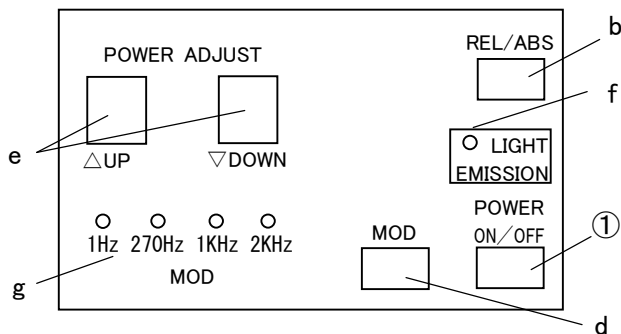 REL/ABS
b
POWER ADJUST
f
e
△UP
▽DOWN
LIGHT
EMISSION
POWER
ON/OFF
①
MOD
1Hz 270Hz 1KHz 2KHz
MOD
g
d